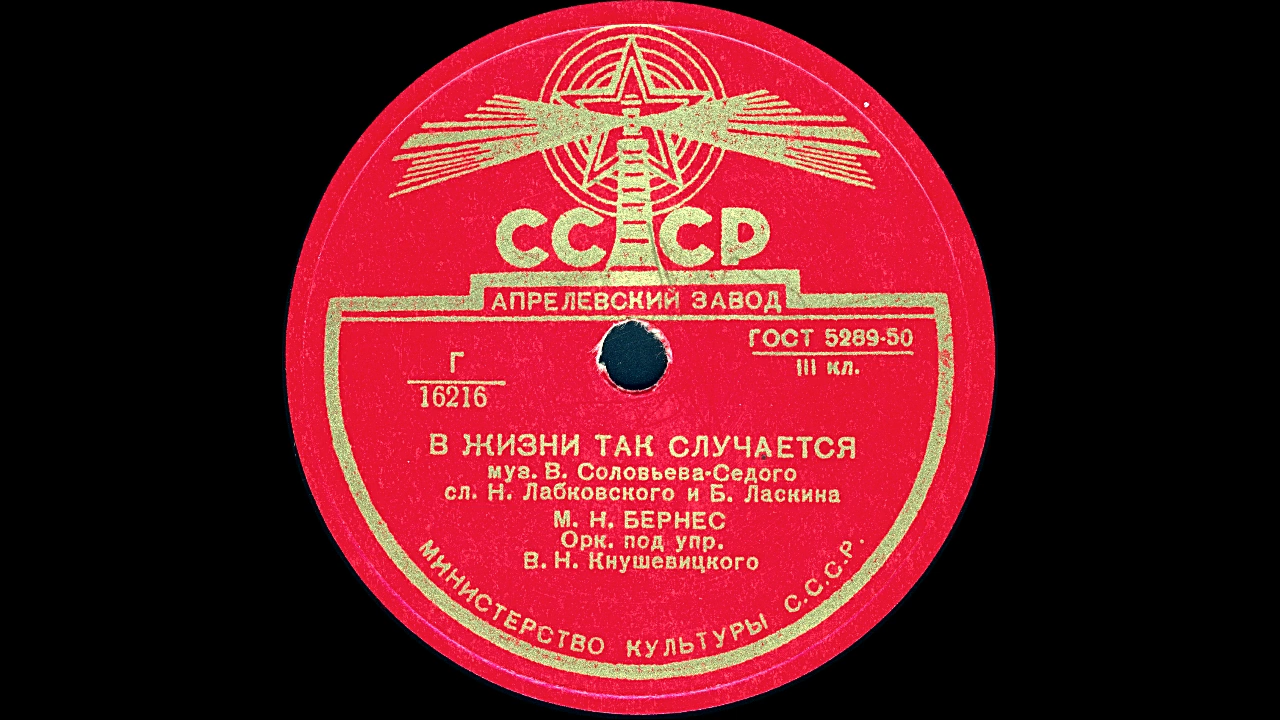 СССР
АПРЕЛЕВСКИЙ ЗАВОД
ГОСТ 5289-50
III кл.
Г
16216
В ЖИЗНИ ТАК СЛУЧАЕТСЯ
муз. В. Соловьева-Седого
сл. Н. Лабковского и Б. Ласкина
М. Н. БЕРНЕС
Орк. под упр.
В. Н. Кнушевицкого
МИНИСТЕРСТВО КУЛЬТУРЫ С.С.С.Р.